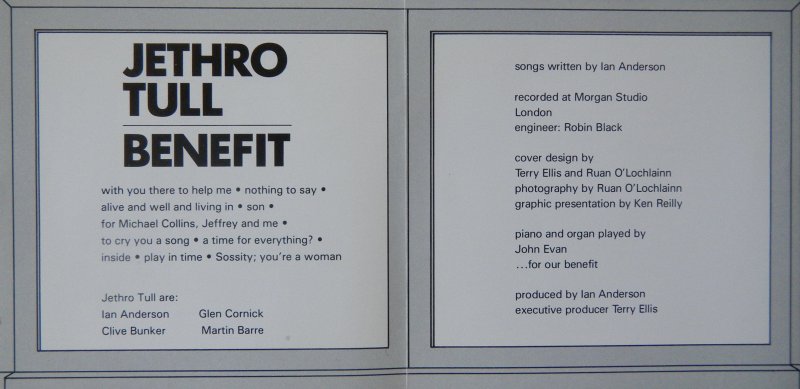 JETHRO
TULL
BENEFIT
with you there to help me • nothing to say •
alive and well and living in • son •
for Michael Collins, Jeffrey and me •
to cry you a song • a time for everything? •
inside • play in time • Sossity; you're a woman
Jethro Tull are:
Ian Anderson Glen Cornick
Clive Bunker Martin Barre
songs written by Ian Anderson
recorded at Morgan Studio
London
engineer: Robin Black
cover design by
Terry Ellis and Ruan O'Lochlainn
photography by Ruan O'Lochlainn
graphic presentation by Ken Reilly
piano and organ played by
John Evan
...for our benefit
produced by Ian Anderson
executive producer Terry Ellis